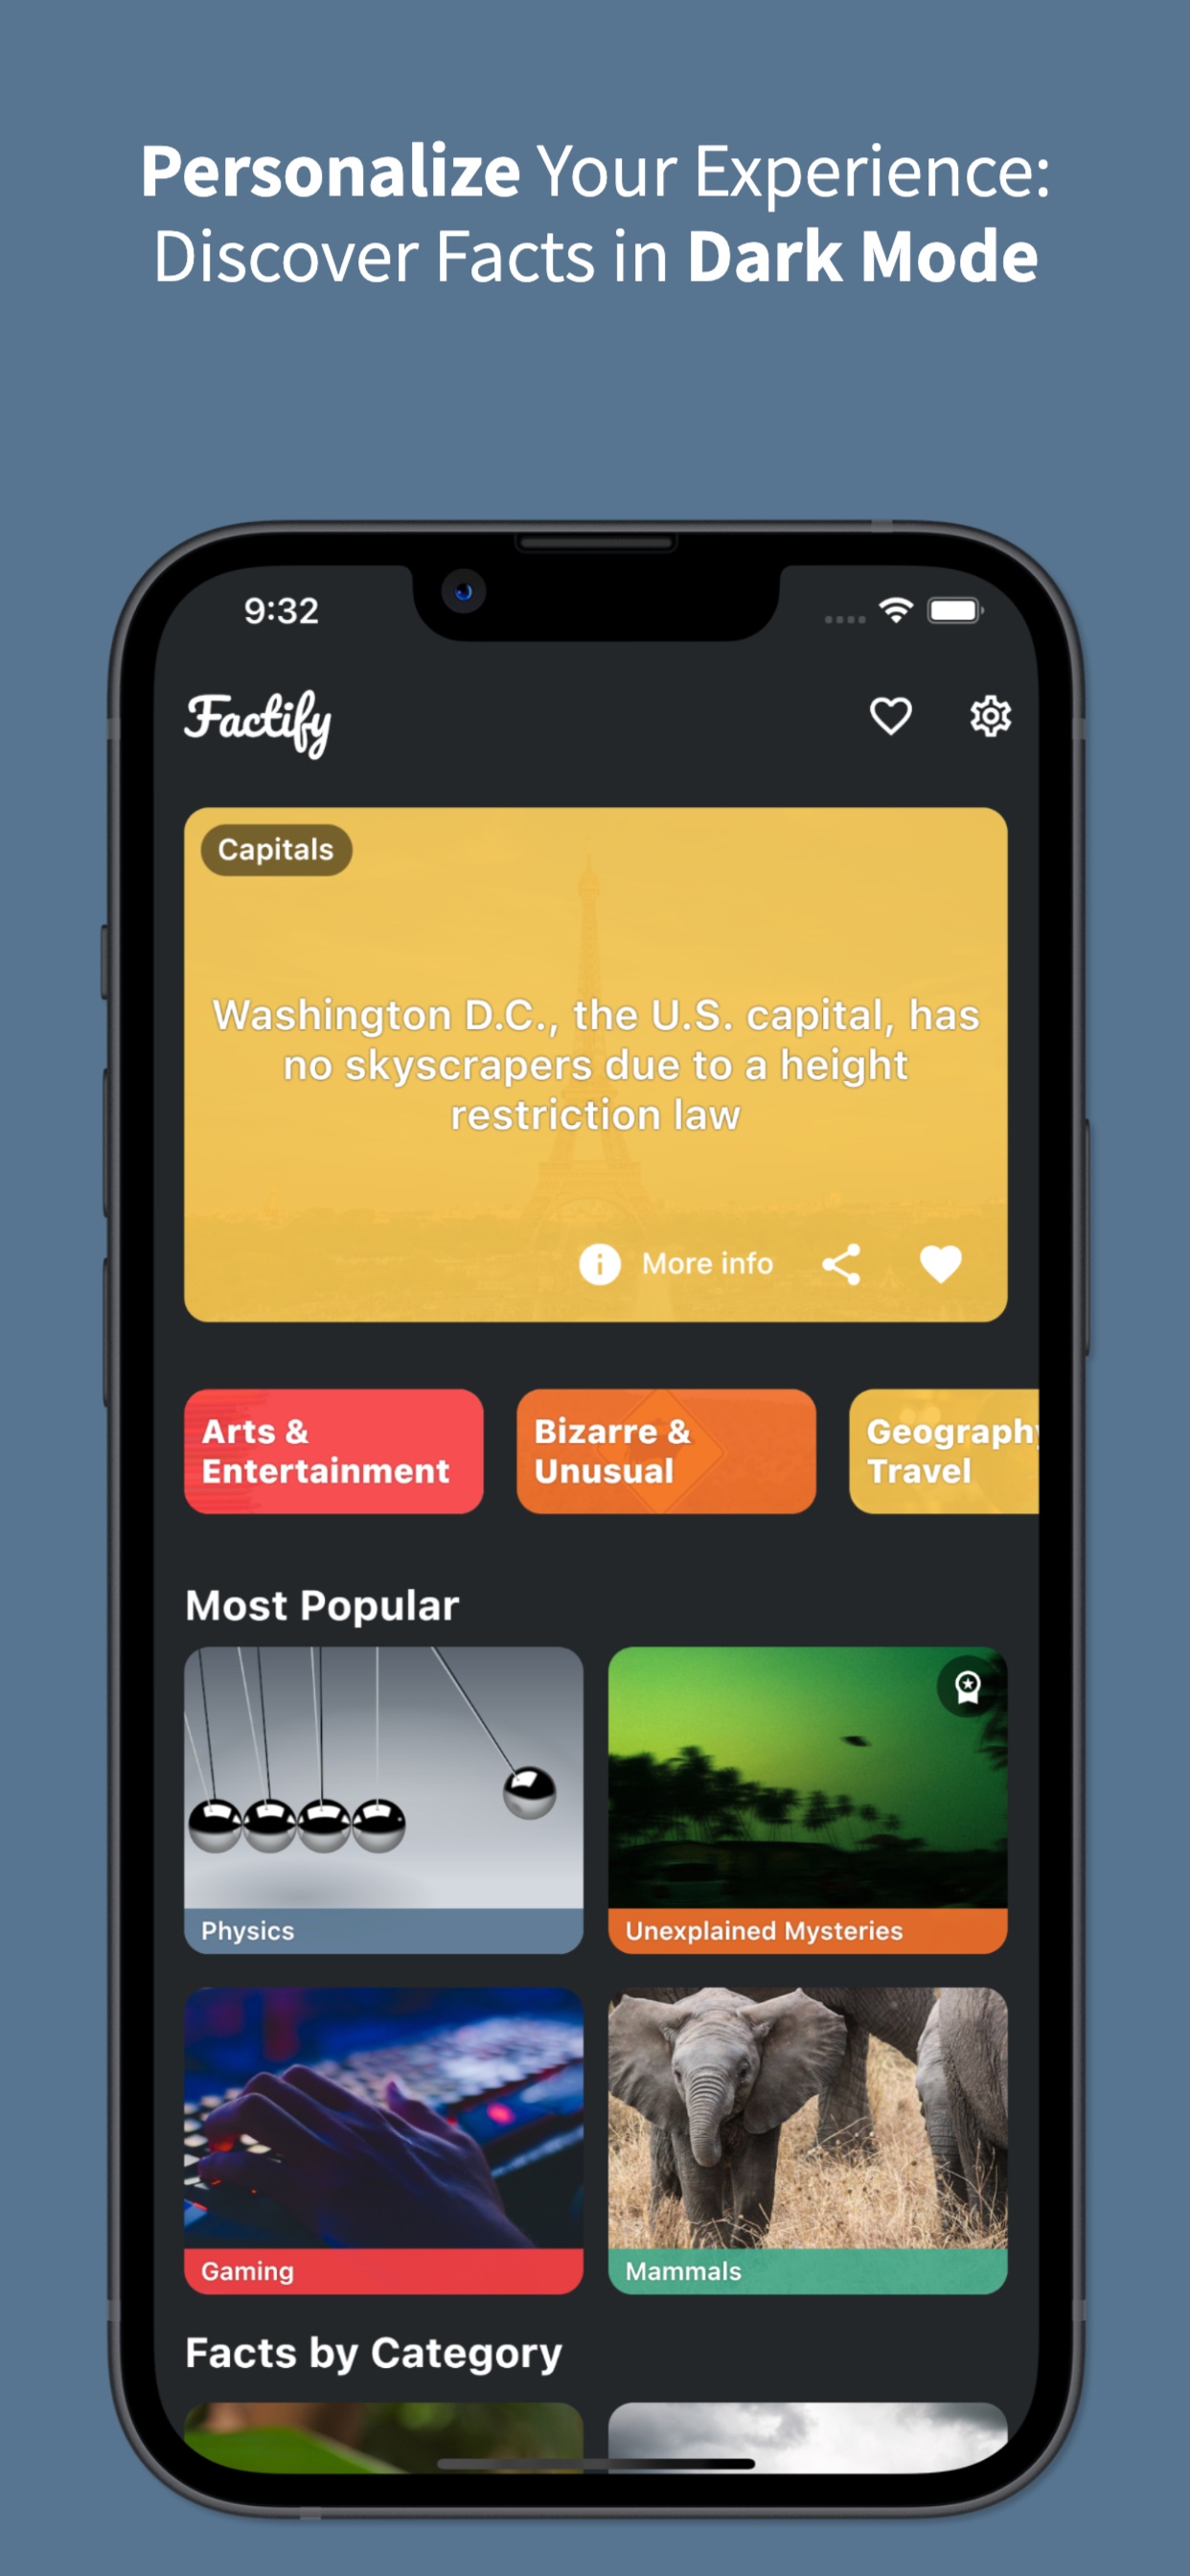 Personalize Your Experience:
Discover Facts in Dark Mode
9:32
Factify
Capitals
Washington D.C., the U.S. capital, has
no skyscrapers due to a height
restriction law
More info
Arts &
Entertainment
Bizarre &
Unusual
Geography
Travel
Most Popular
Physics
Unexplained Mysteries
Gaming
Mammals
Facts by Category